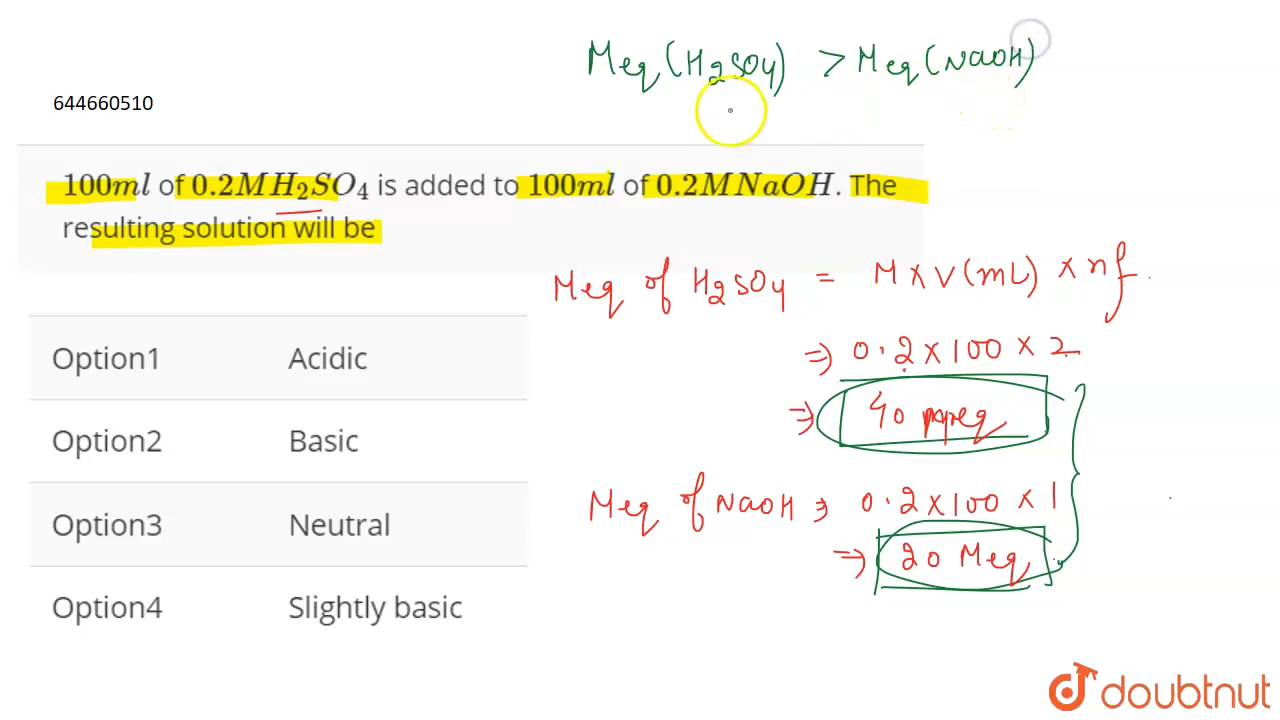 Meq (H2SO4) > Meq (NaOH)
644660510
100ml of 0.2MH₂SO₄ is added to 100ml of 0.2MNaOH. The
resulting solution will be
Meq of H2SO4 = M x V (mL) x nf.
⇒ 0.2 x 100 x 2
Option1 Acidic
⇒ 40 meq
Option2 Basic
Meq of NaOH ⇒ 0.2 x 100 x 1
Option3 Neutral
⇒ 20 Meq
Option4 Slightly basic
doubtnut